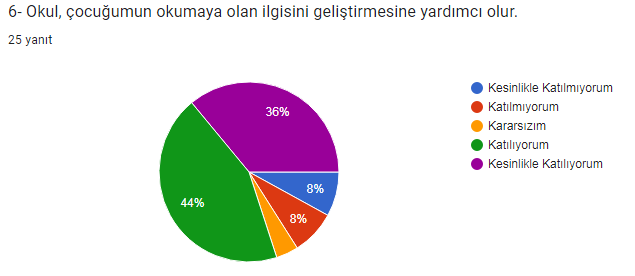 6- Okul, çocuğumun okumaya olan ilgisini geliştirmesine yardımcı olur.
25 yanıt
36%
8%
8%
44%
Kesinlikle Katılmıyorum
Katılmıyorum
Kararsızım
Katılıyorum
Kesinlikle Katılıyorum